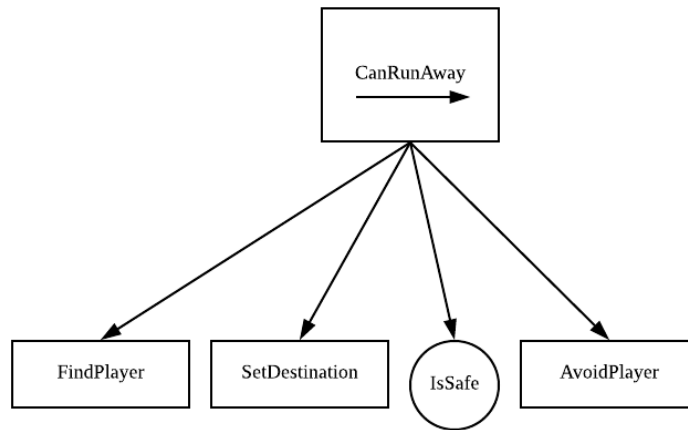 CanRunAway
FindPlayer
SetDestination
IsSafe
AvoidPlayer